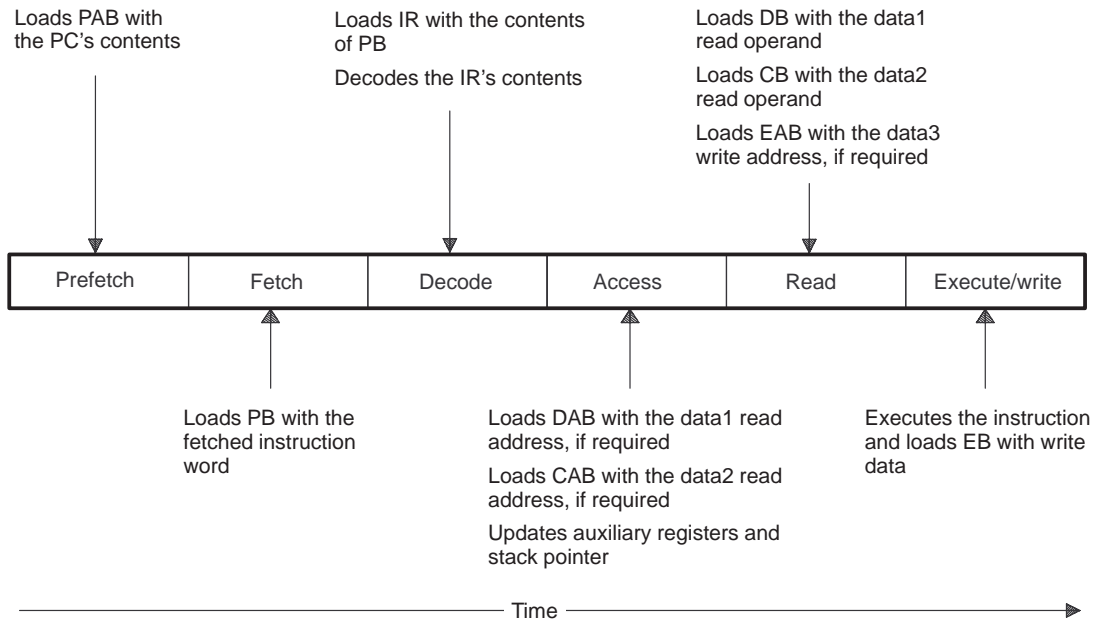 Loads PAB with
the PC’s contents
Loads IR with the contents
of PB
Decodes the IR’s contents
Loads DB with the data1
read operand
Loads CB with the data2
read operand
Loads EAB with the data3
write address, if required
Prefetch
Fetch
Decode
Access
Read
Execute/write
Loads PB with the
fetched instruction
word
Loads DAB with the data1 read
address, if required
Loads CAB with the data2 read
address, if required
Updates auxiliary registers and
stack pointer
Executes the instruction
and loads EB with write
data
Time